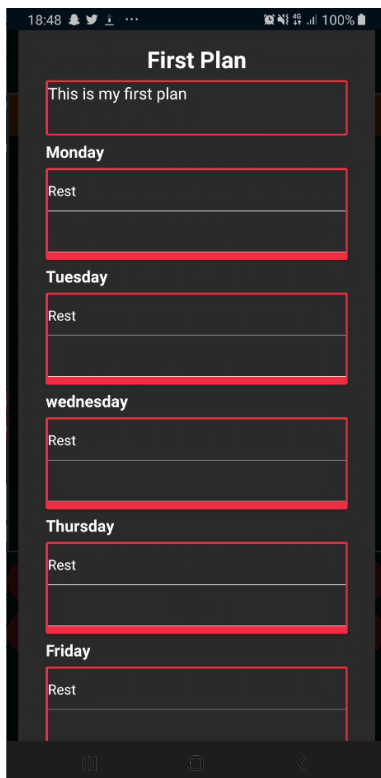 18:48 ... 4G 100%
First Plan
This is my first plan
Monday
Rest
Tuesday
Rest
wednesday
Rest
Thursday
Rest
Friday
Rest